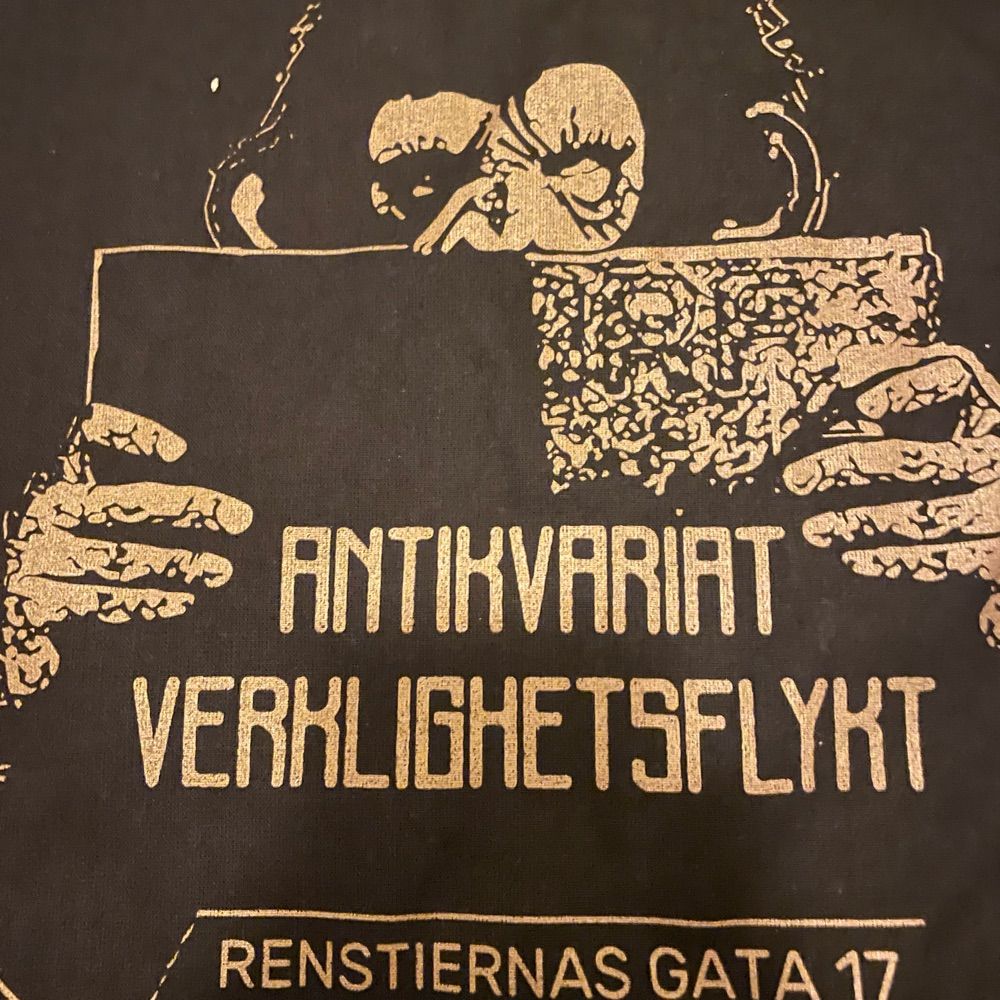 ANTIKVARIAT
VERKLIGHETSFLYKT
RENSTIERNAS GATA 17